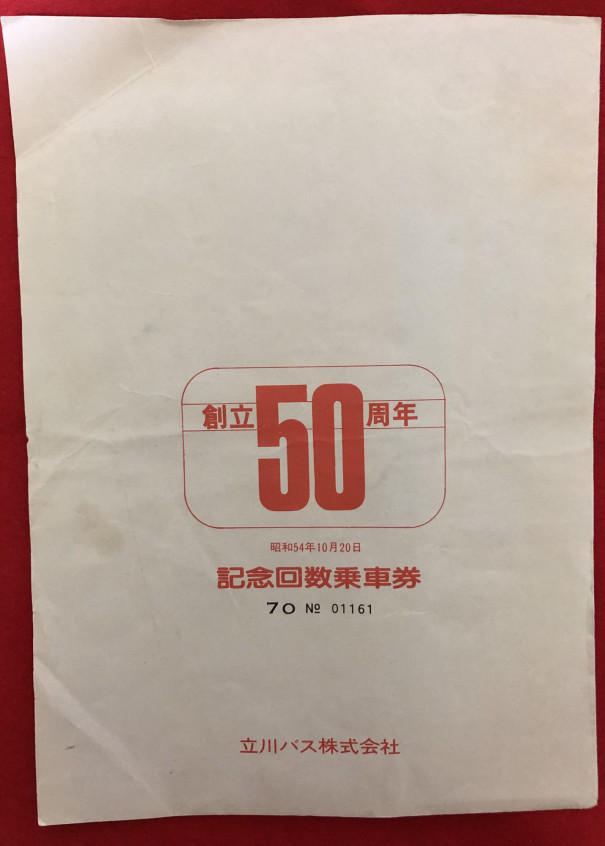 創立50周年
昭和54年10月20日
記念回数乗車券
70 № 01161
立川バス株式会社